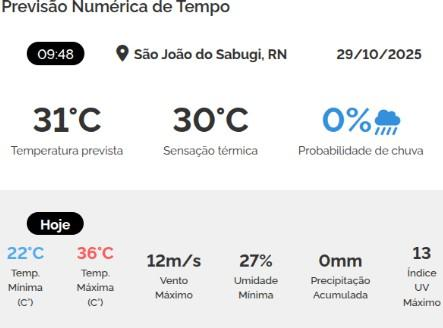 Previsão Numérica de Tempo
09:48 São João do Sabugi, RN 29/10/2025
31°C 30°C 0%
Temperatura prevista Sensação térmica Probabilidade de chuva
Hoje
22°C 36°C 12m/s 27% 0mm 13
Temp. Mínima (C°) Temp. Máxima (C°) Vento Máximo Umidade Mínima Precipitação Acumulada Índice UV Máximo